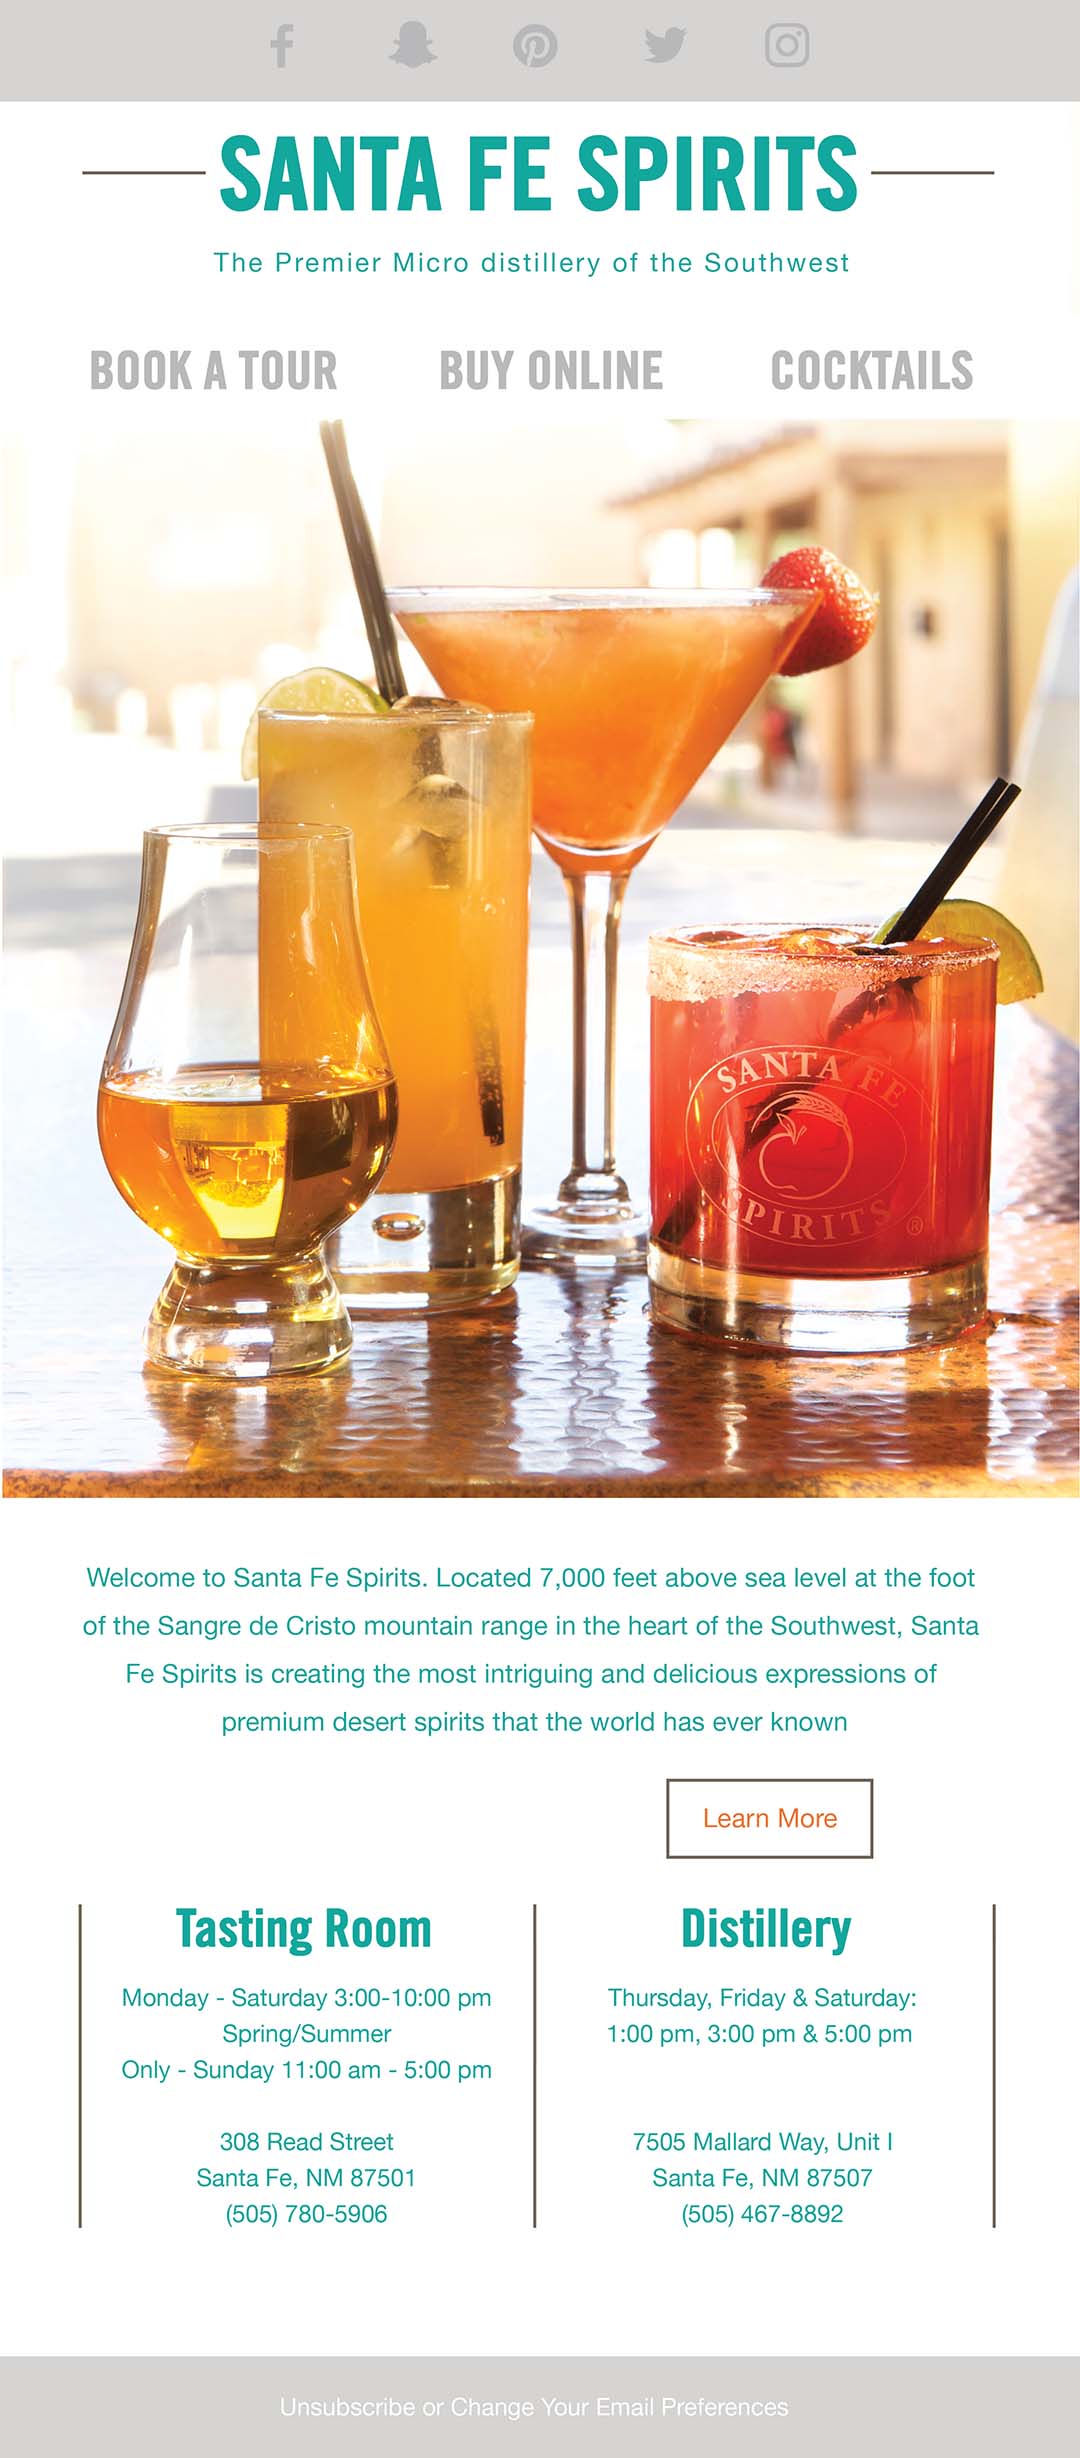 SANTA FE SPIRITS
The Premier Micro distillery of the Southwest
BOOK A TOUR BUY ONLINE COCKTAILS
SANTA FE
SPIRITS ®
Welcome to Santa Fe Spirits. Located 7,000 feet above sea level at the foot
of the Sangre de Cristo mountain range in the heart of the Southwest, Santa
Fe Spirits is creating the most intriguing and delicious expressions of
premium desert spirits that the world has ever known
Learn More
Tasting Room
Monday - Saturday 3:00-10:00 pm
Spring/Summer
Only - Sunday 11:00 am - 5:00 pm
308 Read Street
Santa Fe, NM 87501
(505) 780-5906
Distillery
Thursday, Friday & Saturday:
1:00 pm, 3:00 pm & 5:00 pm
7505 Mallard Way, Unit I
Santa Fe, NM 87507
(505) 467-8892
Unsubscribe or Change Your Email Preferences